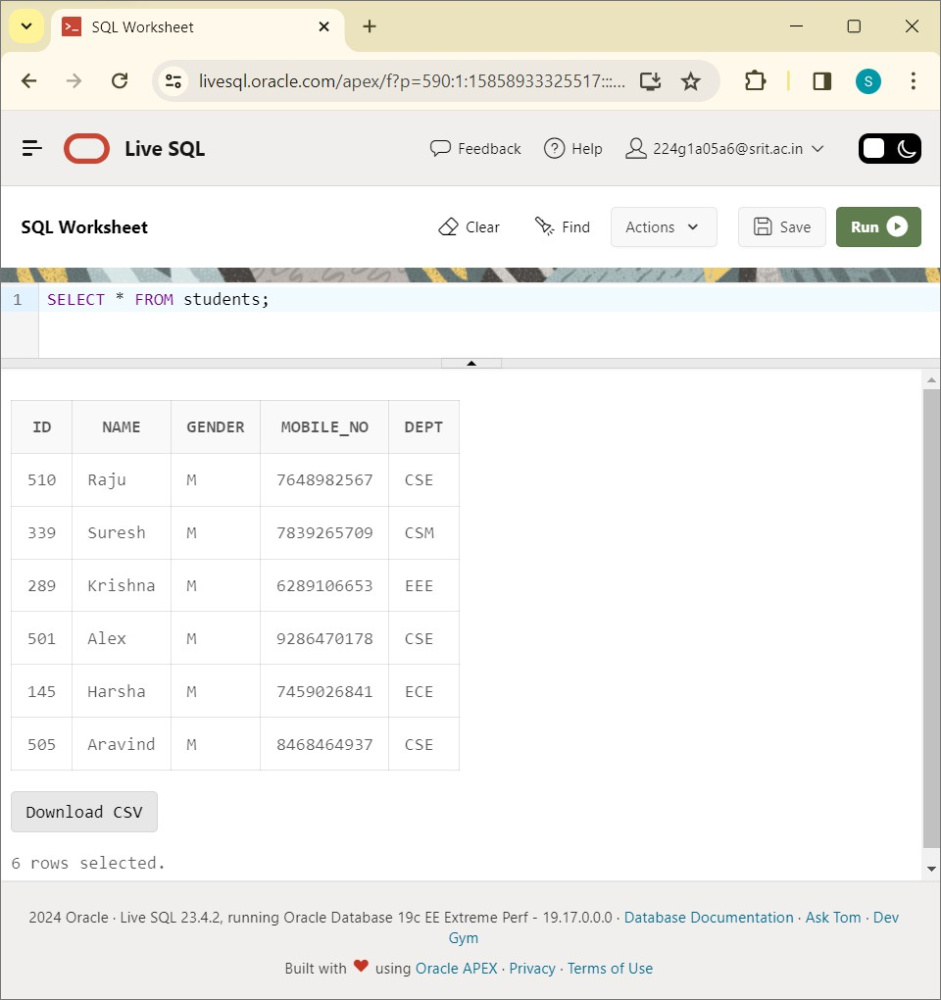 SQL Worksheet
livesql.oracle.com/apex/f?p=590:1:15858933325517:::...
S
Live SQL
Feedback
Help
224g1a05a6@srit.ac.in
SQL Worksheet
Clear
Find
Actions
Save
Run
1 SELECT * FROM students;
ID NAME GENDER MOBILE_NO DEPT
510 Raju M 7648982567 CSE
339 Suresh M 7839265709 CSM
289 Krishna M 6289106653 EEE
501 Alex M 9286470178 CSE
145 Harsha M 7459026841 ECE
505 Aravind M 8468464937 CSE
Download CSV
6 rows selected.
2024 Oracle · Live SQL 23.4.2, running Oracle Database 19c EE Extreme Perf - 19.17.0.0.0 · Database Documentation · Ask Tom · Dev
Gym
Built with ❤ using Oracle APEX · Privacy · Terms of Use